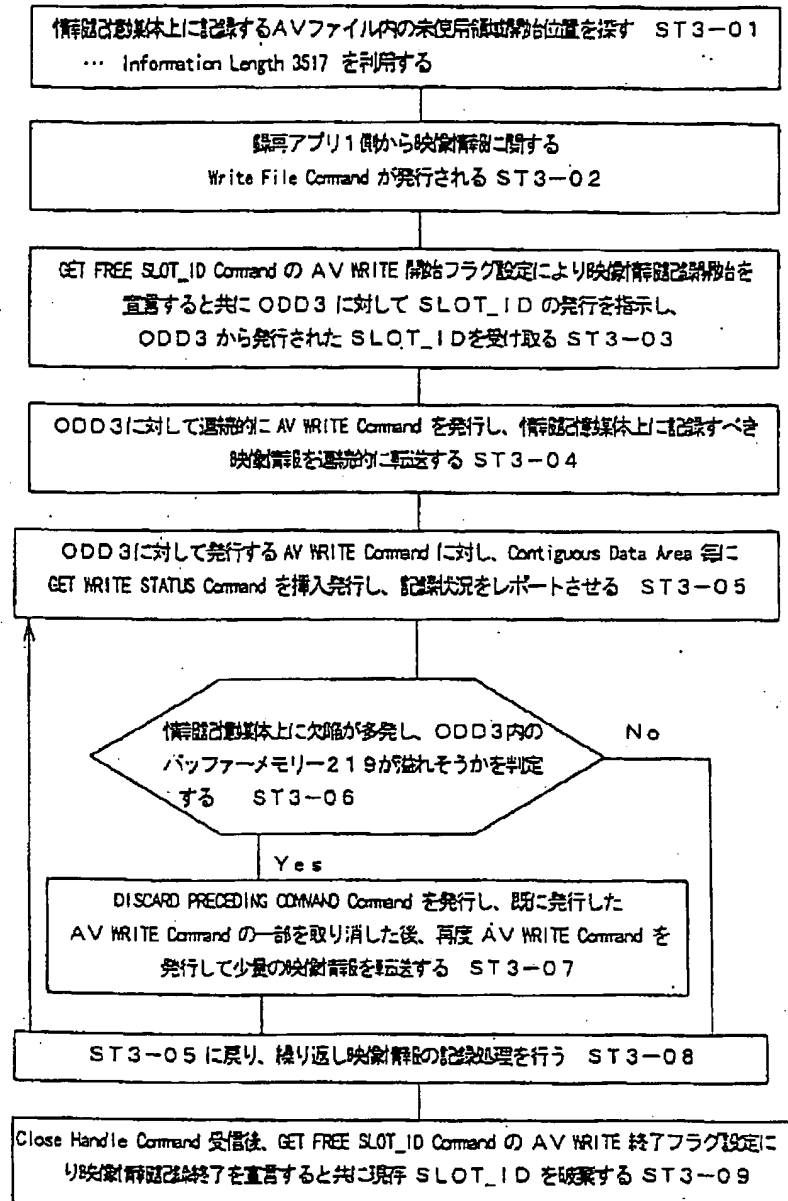 情報記憶媒体上に記録するAVファイル内の未使用領域開始位置を探す ST3-01
… Information Length 3517 を利用する
録再アプリ1側から映像情報に関する
Write File Command が発行される ST3-02
GET FREE SLOT_ID Command の AV WRITE 開始フラグ設定により映像情報記録開始を
宣言すると共に ODD3 に対して SLOT_ID の発行を指示し、
ODD3 から発行された SLOT_IDを受け取る ST3-03
ODD3に対して連続的に AV WRITE Command を発行し、情報記憶媒体上に記録すべき
映像情報を連続的に転送する ST3-04
ODD3に対して発行する AV WRITE Command に対し、Contiguous Data Area 毎に
GET WRITE STATUS Command を挿入発行し、記録状況をレポートさせる ST3-05
情報記憶媒体上に欠陥が多発し、ODD3内の
バッファーメモリー219が溢れそうかを判定
する ST3-06
No
Yes
DISCARD PRECEDING COMMAND Command を発行し、既に発行した
AV WRITE Command の一部を取り消した後、再度 AV WRITE Command を
発行して少量の映像情報を転送する ST3-07
ST3-05に戻り、繰り返し映像情報の記録処理を行う ST3-08
Close Handle Command 受信後、GET FREE SLOT_ID Command の AV WRITE 終了フラグ設定に
り映像情報記録終了を宣言すると共に現存 SLOT_ID を破棄する ST3-09